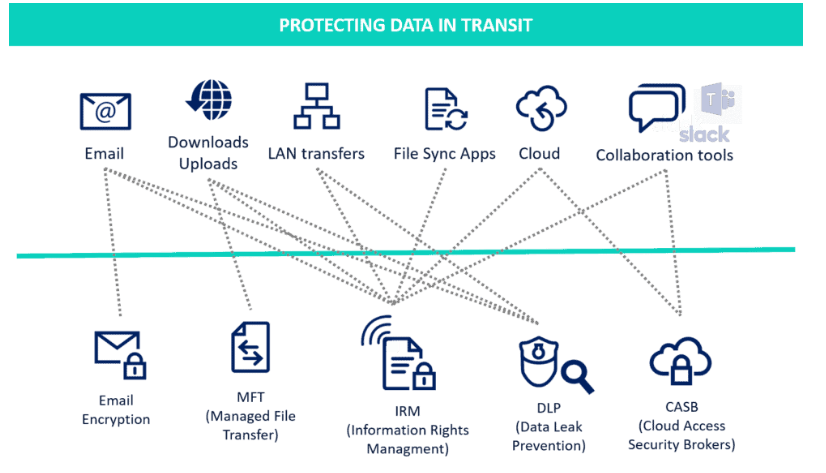 PROTECTING DATA IN TRANSIT
@
T
slack
Email
Downloads
Uploads
LAN transfers
File Sync Apps
Cloud
Collaboration tools
Email
Encryption
MFT
(Managed File
Transfer)
IRM
(Information Rights
Managment)
DLP
(Data Leak
Prevention)
CASB
(Cloud Access
Security Brokers)